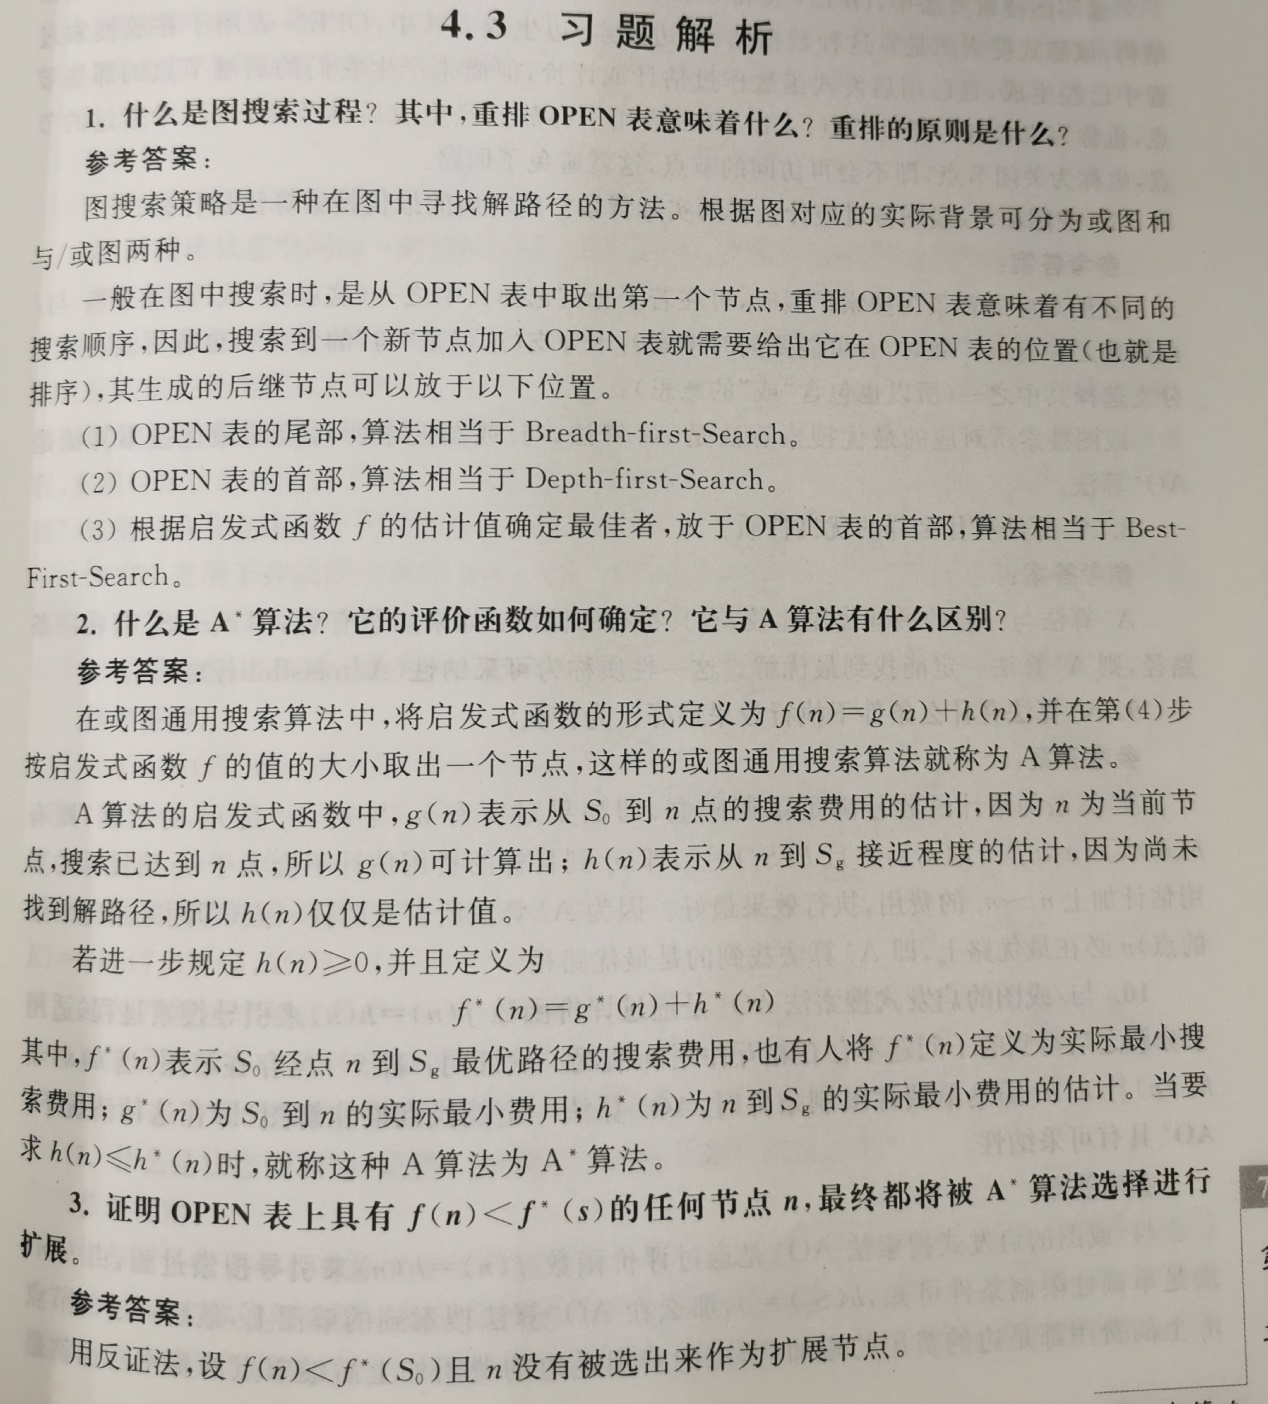 4.3 习题解析
1. 什么是图搜索过程？其中，重排 OPEN 表意味着什么？重排的原则是什么？
参考答案：
图搜索策略是一种在图中寻找解路径的方法。根据图对应的实际背景可分为或图和
与/或图两种。
一般在图中搜索时，是从 OPEN 表中取出第一个节点，重排 OPEN 表意味着有不同的
搜索顺序，因此，搜索到一个新节点加入 OPEN 表就需要给出它在 OPEN 表的位置（也就是
排序），其生成的后继节点可以放于以下位置。
(1) OPEN 表的尾部，算法相当于 Breadth-first-Search。
(2) OPEN 表的首部，算法相当于 Depth-first-Search。
(3) 根据启发式函数 f 的估计值确定最佳者，放于 OPEN 表的首部，算法相当于 Best-
First-Search。
2. 什么是 A* 算法？它的评价函数如何确定？它与 A 算法有什么区别？
参考答案：
在或图通用搜索算法中，将启发式函数的形式定义为 f(n)=g(n)+h(n)，并在第(4)步
按启发式函数 f 的值的大小取出一个节点，这样的或图通用搜索算法就称为 A 算法。
A 算法的启发式函数中，g(n)表示从 S₀ 到 n 点的搜索费用的估计，因为 n 为当前节
点，搜索已达到 n 点，所以 g(n)可计算出；h(n)表示从 n 到 Sg 接近程度的估计，因为尚未
找到解路径，所以 h(n)仅仅是估计值。
若进一步规定 h(n)⩾0，并且定义为
f*(n)=g*(n)+h*(n)
其中，f*(n)表示 S₀ 经点 n 到 Sg 最优路径的搜索费用，也有人将 f*(n)定义为实际最小搜
索费用；g*(n)为 S₀ 到 n 的实际最小费用；h*(n)为 n 到 Sg 的实际最小费用的估计。当要
求 h(n)⩽h*(n)时，就称这种 A 算法为 A* 算法。
3. 证明 OPEN 表上具有 f(n)<f*(s)的任何节点 n，最终都将被 A* 算法选择进行
扩展。
参考答案：
用反证法，设 f(n)<f*(S₀)且 n 没有被选出来作为扩展节点。